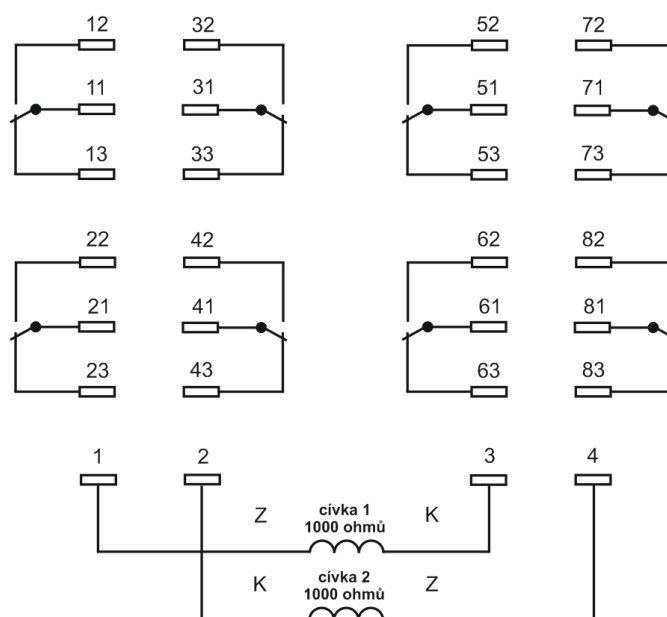 12 32 52 72
11 31 51 71
13 33 53 73
22 42 62 82
21 41 61 81
23 43 63 83
1 2 3 4
Z cívka 1 K
1000 ohmů
K cívka 2 Z
1000 ohmů